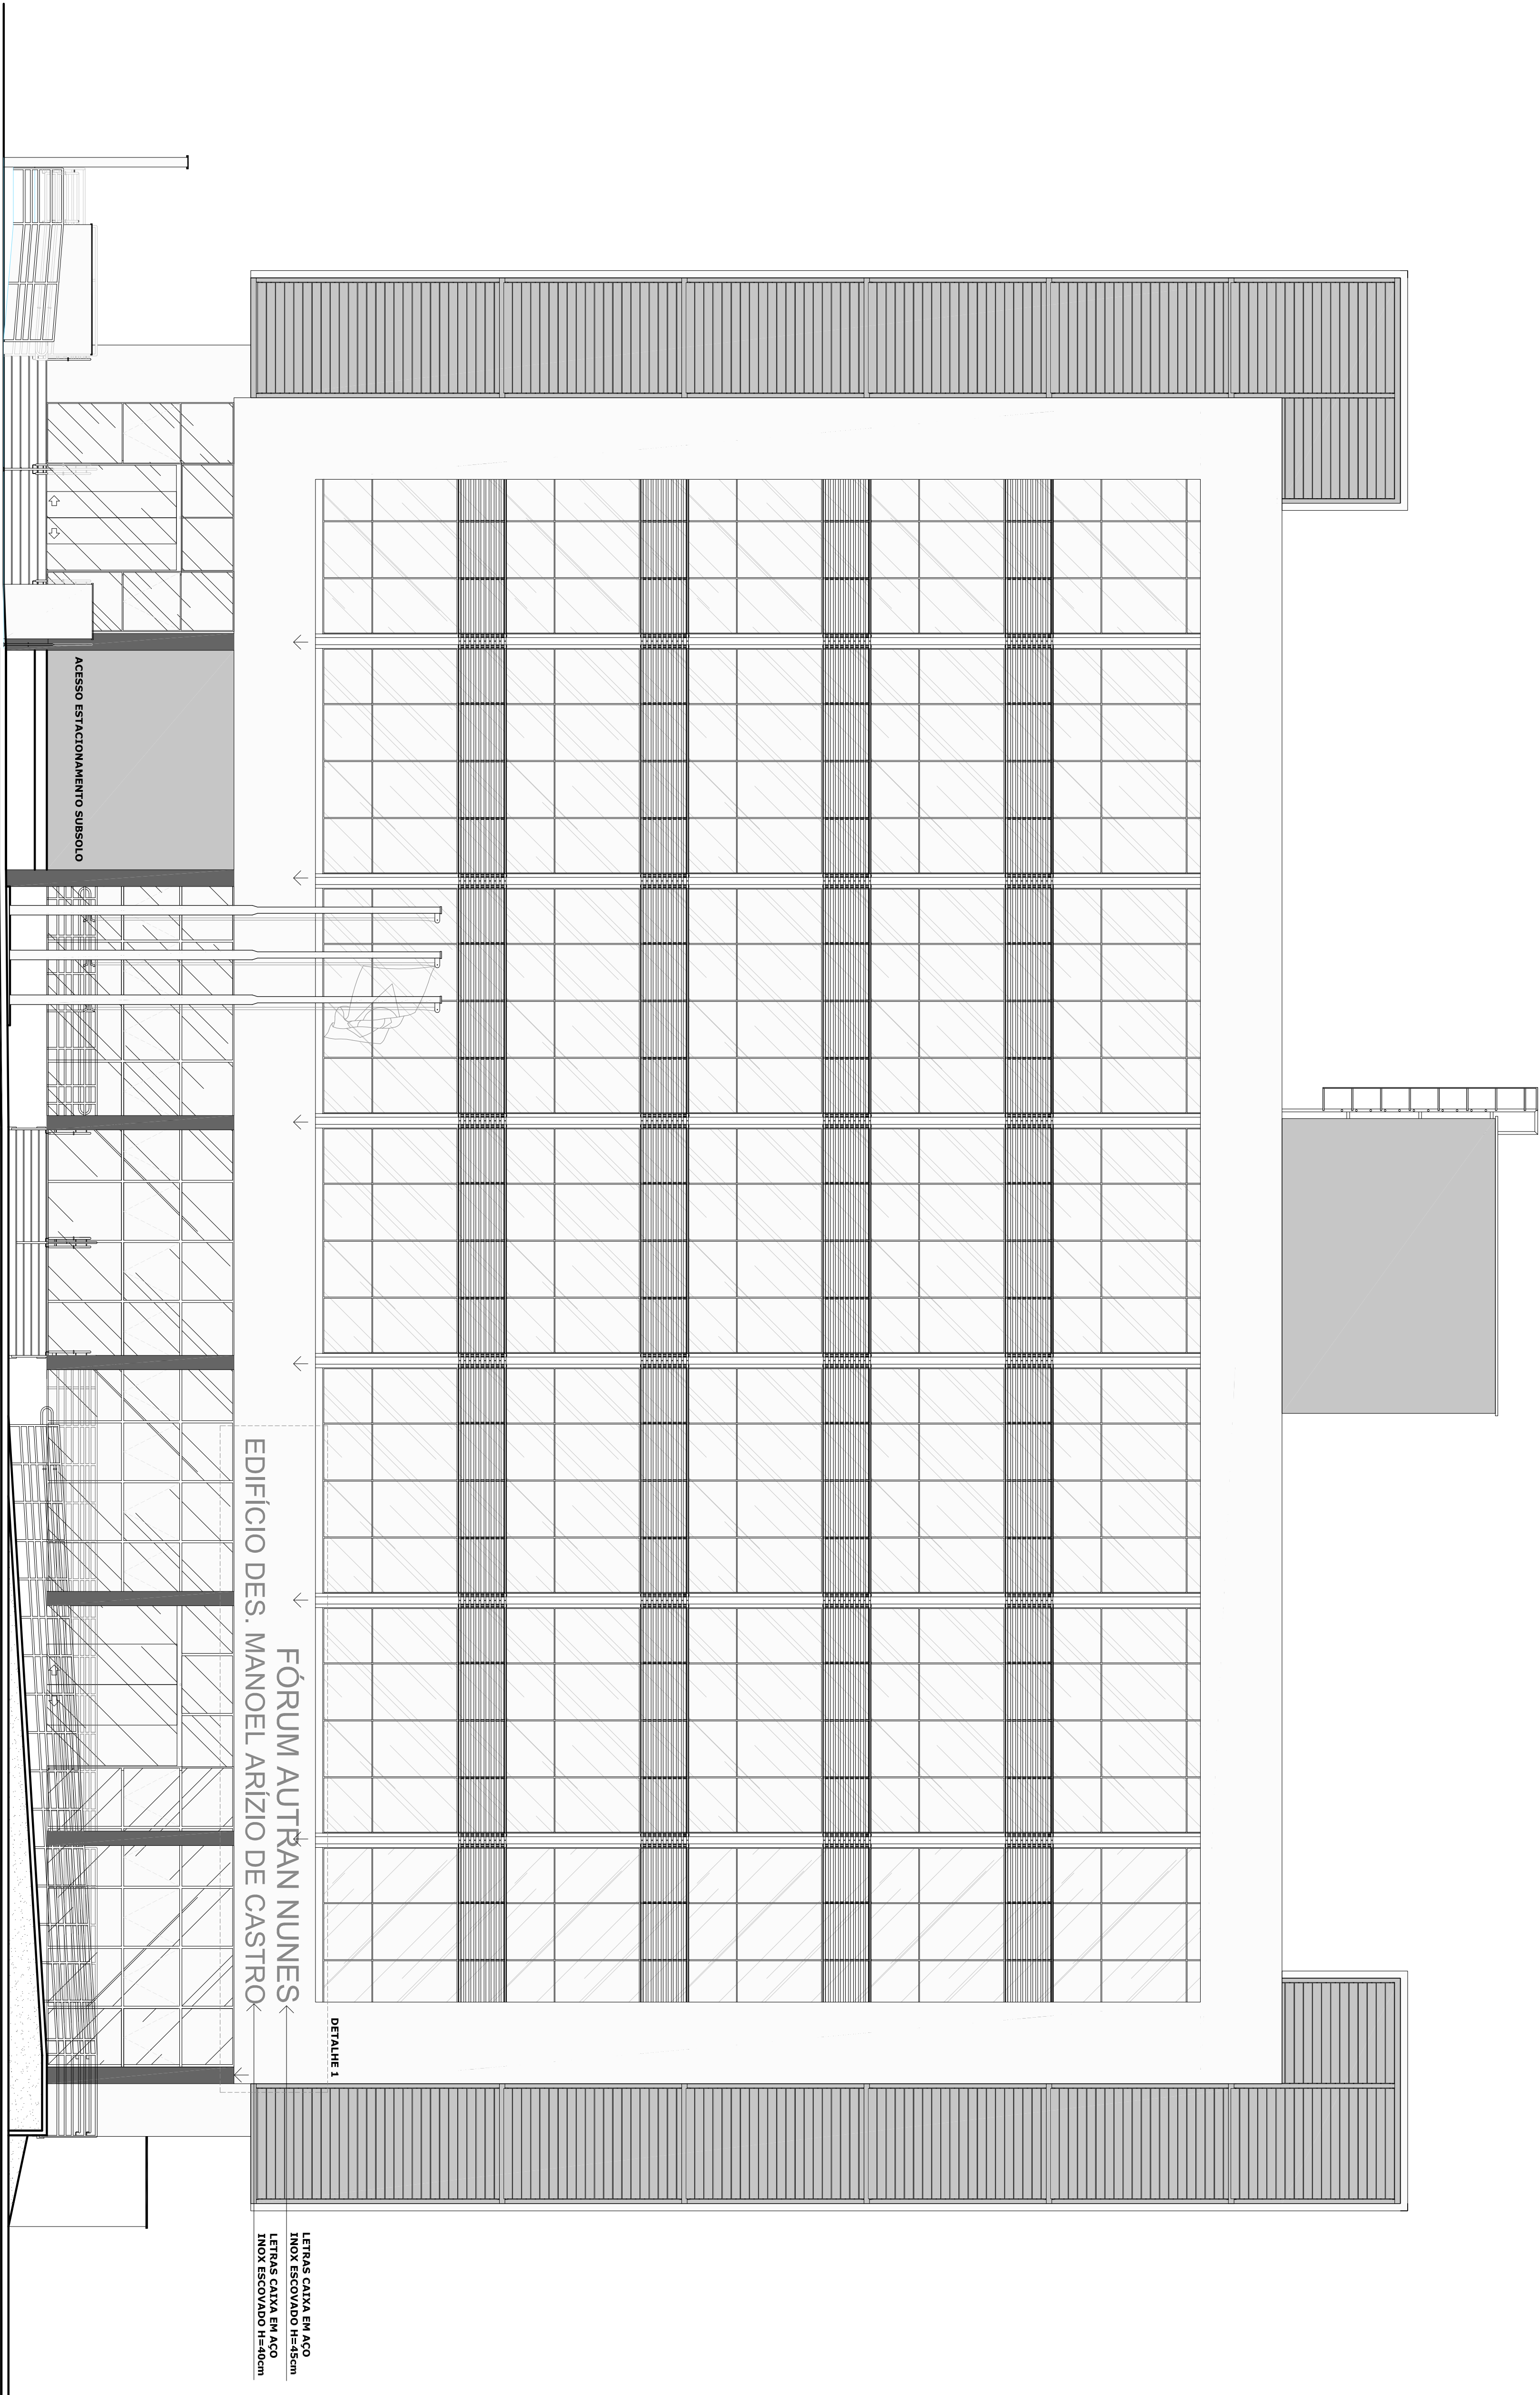 DETALHE 1
FÓRUM AUTRAN NUNES
EDIFÍCIO DES. MANOEL ARÍZIO DE CASTRO
LETRAS CAIXA EM AÇO
INOX ESCOVADO H=45cm
LETRAS CAIXA EM AÇO
INOX ESCOVADO H=40cm
ACESSO ESTACIONAMENTO SUBSOLO